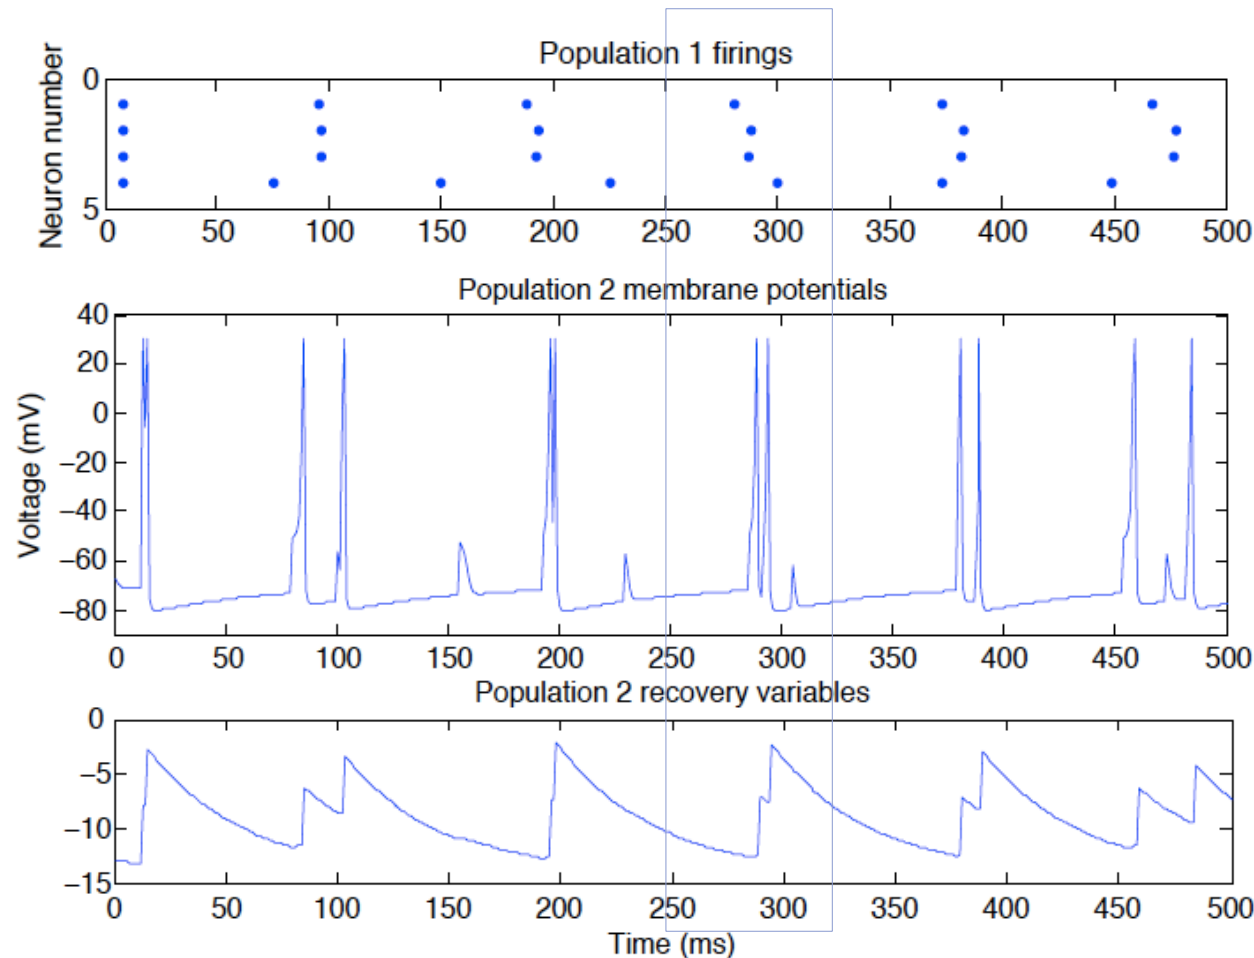 Population 1 firings
Neuron number
0
5
0 50 100 150 200 250 300 350 400 450 500
Population 2 membrane potentials
Voltage (mV)
40
20
0
−20
−40
−60
−80
0 50 100 150 200 250 300 350 400 450 500
Population 2 recovery variables
0
−5
−10
−15
0 50 100 150 200 250 300 350 400 450 500
Time (ms)